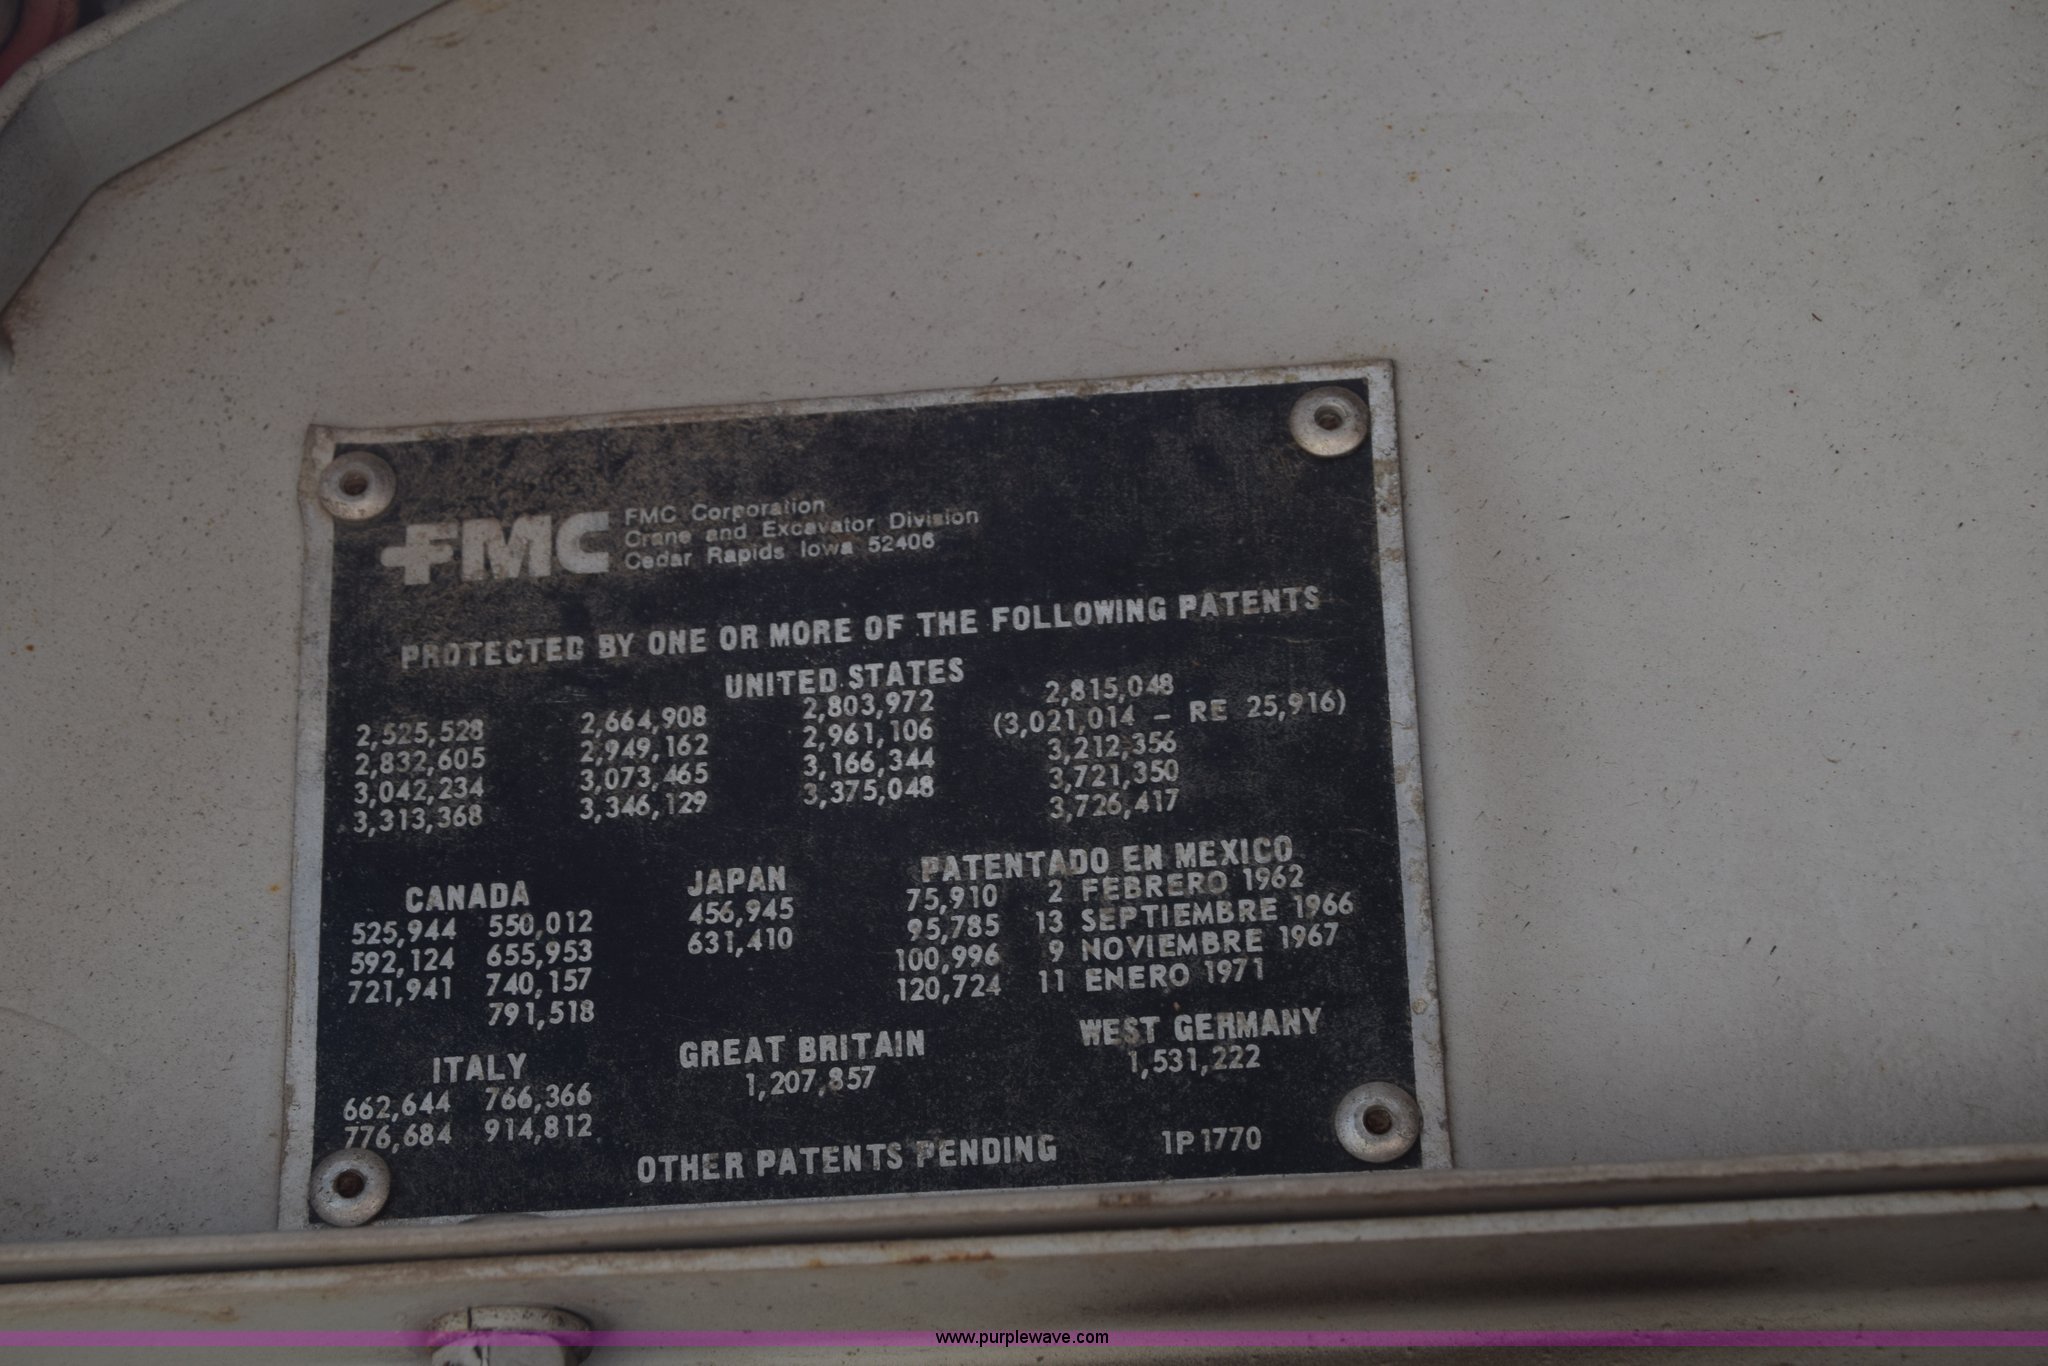 FMC
FMC Corporation
Crane and Excavator Division
Cedar Rapids Iowa 52406
PROTECTED BY ONE OR MORE OF THE FOLLOWING PATENTS
UNITED STATES
2,525,528 2,664,908 2,803,972 2,815,048
2,832,605 2,949,162 2,961,106 (3,021,014 – RE 25,916)
3,042,234 3,073,465 3,166,344 3,212,356
3,313,368 3,346,129 3,375,048 3,721,350
3,726,417
CANADA
525,944 550,012
592,124 655,953
721,941 740,157
791,518
JAPAN
456,945
631,410
PATENTADO EN MEXICO
75,910 2 FEBRERO 1962
95,785 13 SEPTIEMBRE 1966
100,996 9 NOVIEMBRE 1967
120,724 11 ENERO 1971
ITALY
662,644 766,366
776,684 914,812
GREAT BRITAIN
1,207,857
WEST GERMANY
1,531,222
OTHER PATENTS PENDING 1P1770
www.purplewave.com